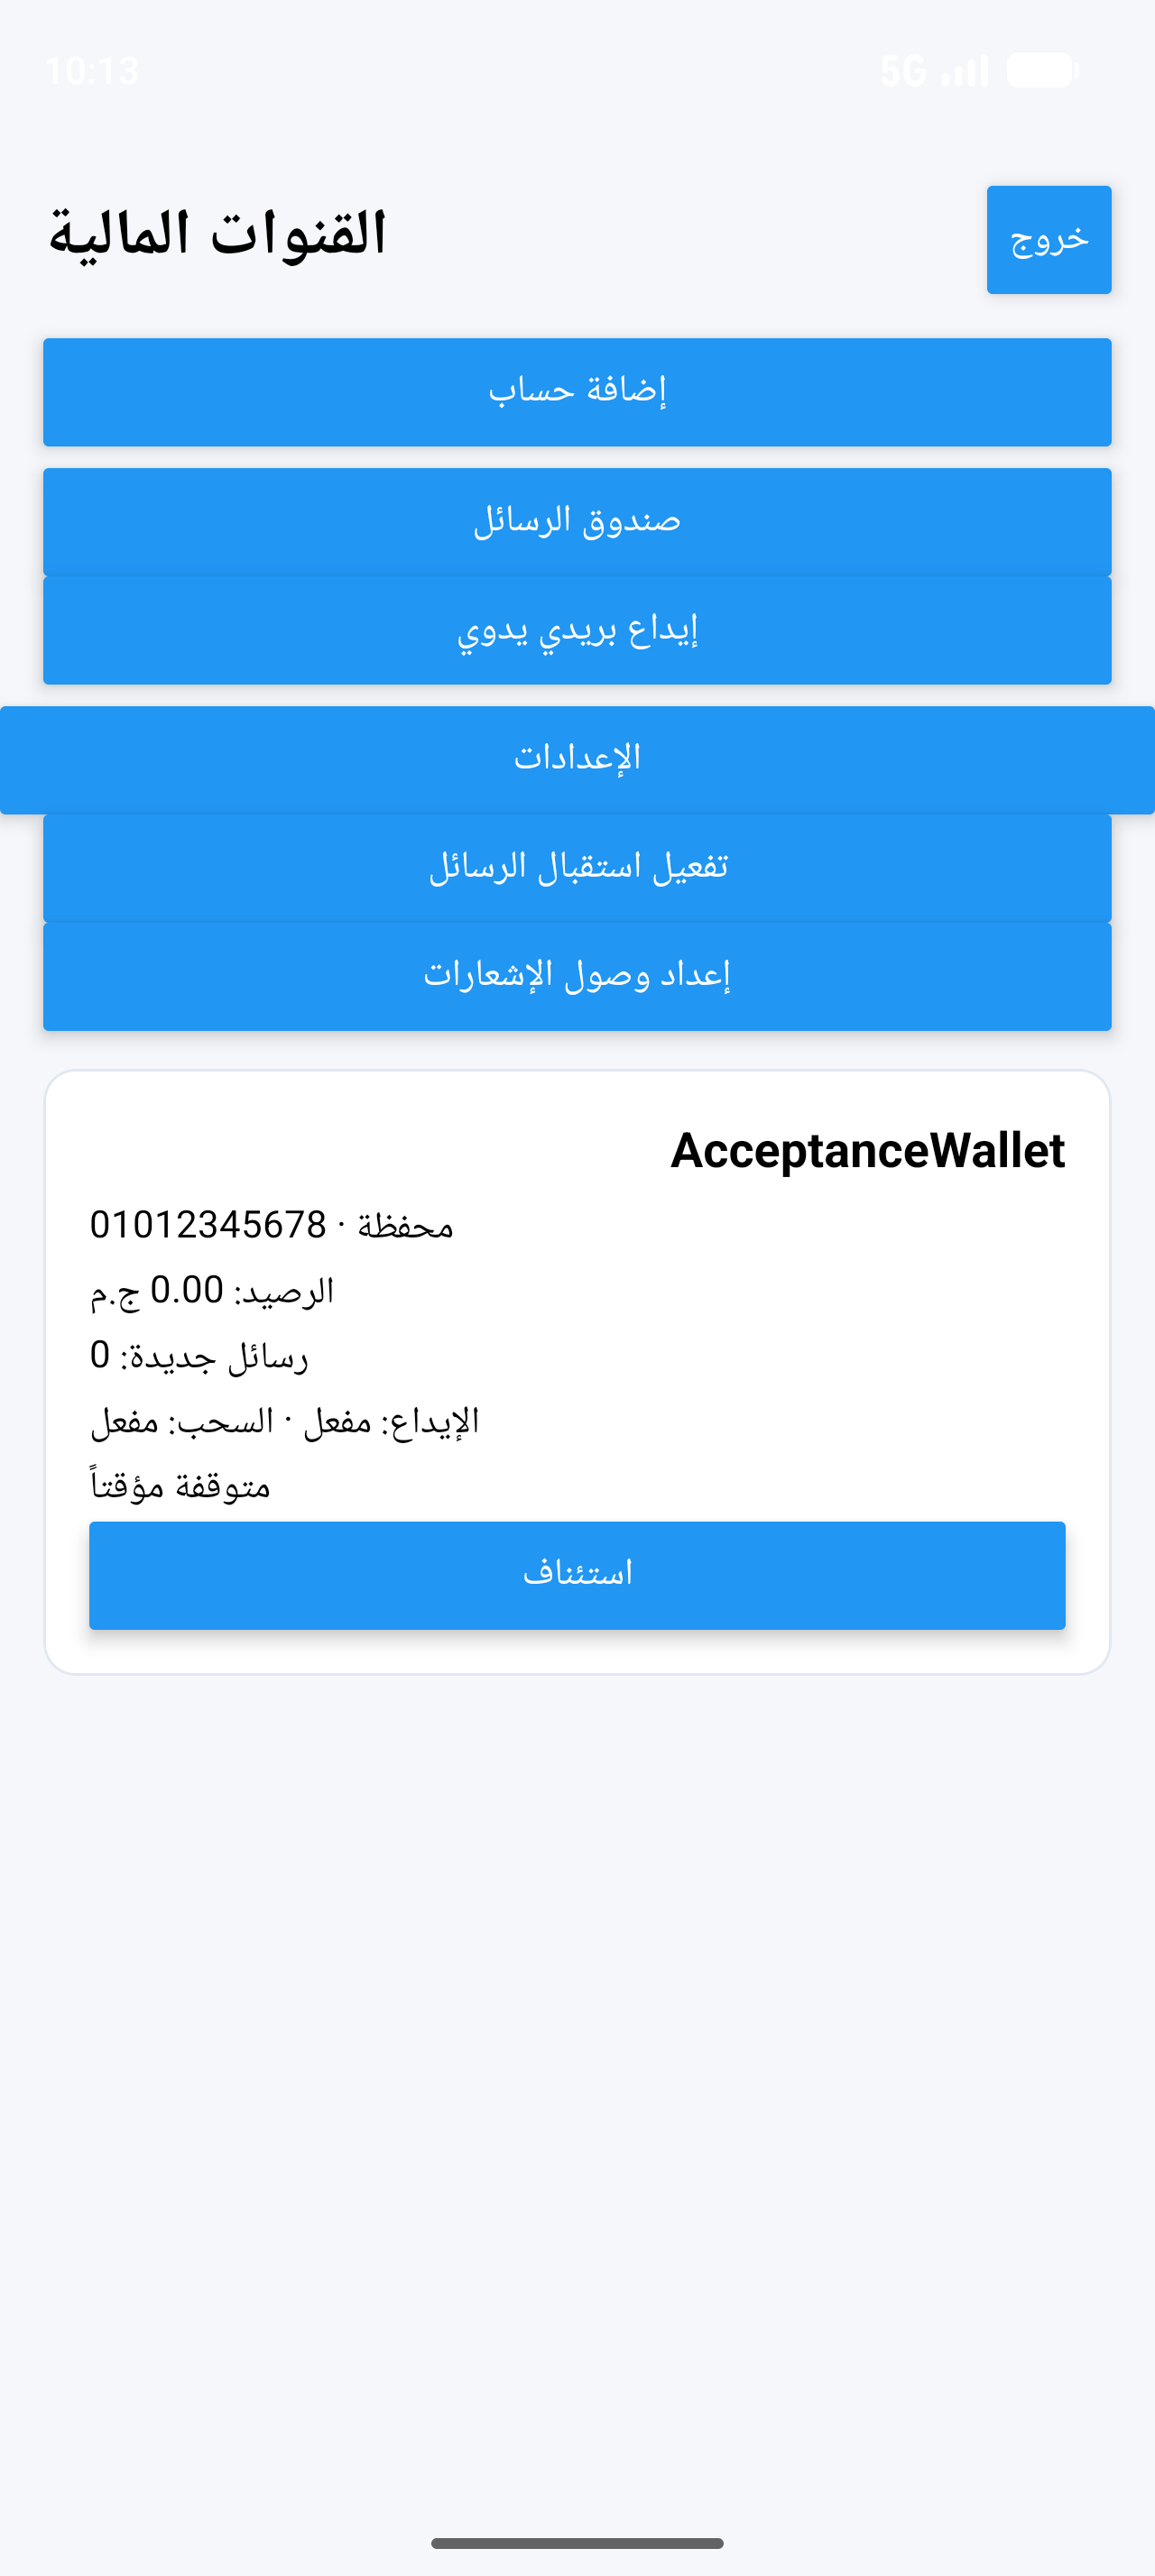 10:13
5G
القنوات المالية
خروج
إضافة حساب
صندوق الرسائل
إيداع بريدي يدوي
الإعدادات
تفعيل استقبال الرسائل
إعداد وصول الإشعارات
AcceptanceWallet
محفظة · 01012345678
الرصيد: 0.00 ج.م
رسائل جديدة: 0
الإيداع: مفعل · السحب: مفعل
متوقفة مؤقتاً
استئناف